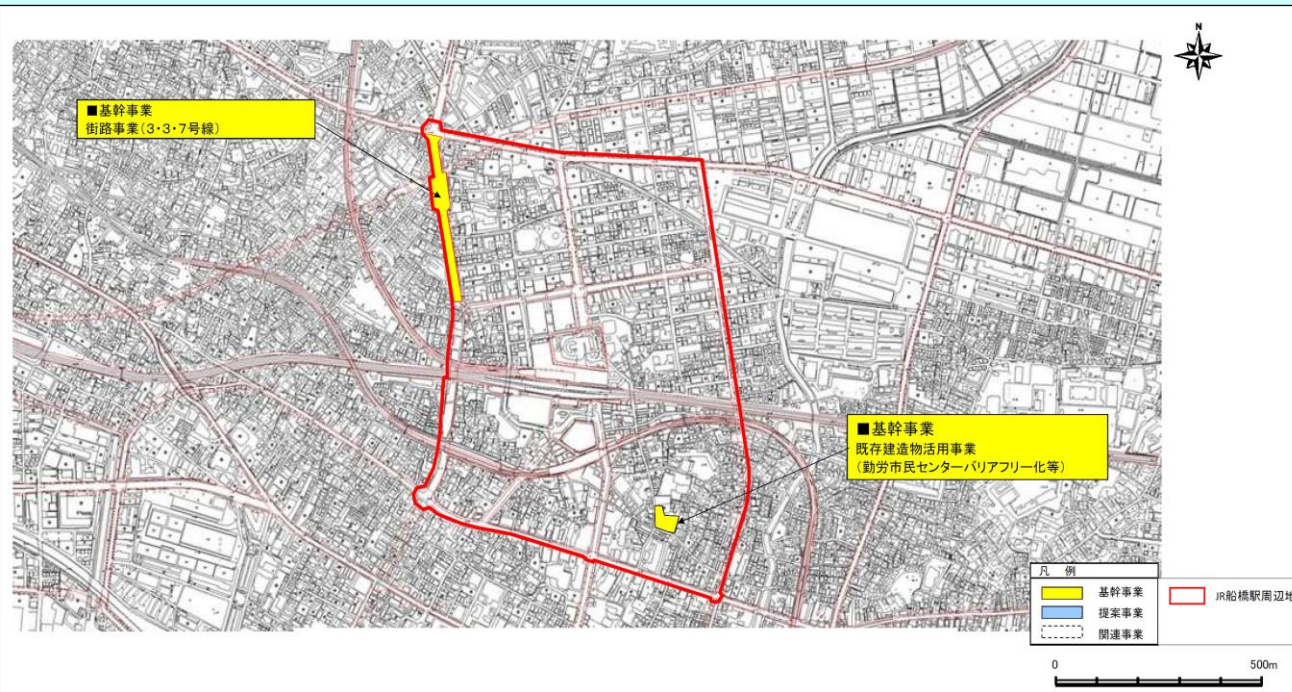 N
■基幹事業
街路事業(3・3・7号線)
■基幹事業
既存建造物活用事業
(勤労市民センターバリアフリー化等)
凡 例
基幹事業
提案事業
関連事業
JR船橋駅周辺地
0 500m